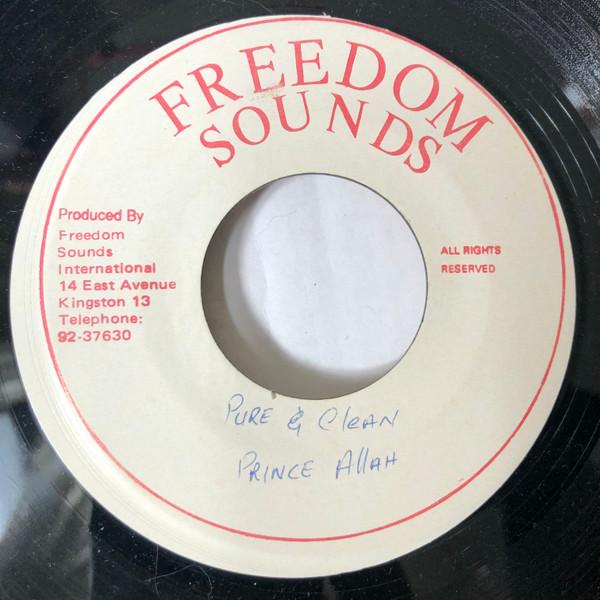 FREEDOM
SOUNDS
Produced By
Freedom
Sounds
International
14 East Avenue
Kingston 13
Telephone:
92-37630
ALL RIGHTS
RESERVED
PURE & CleAN
PRINCE AllAH